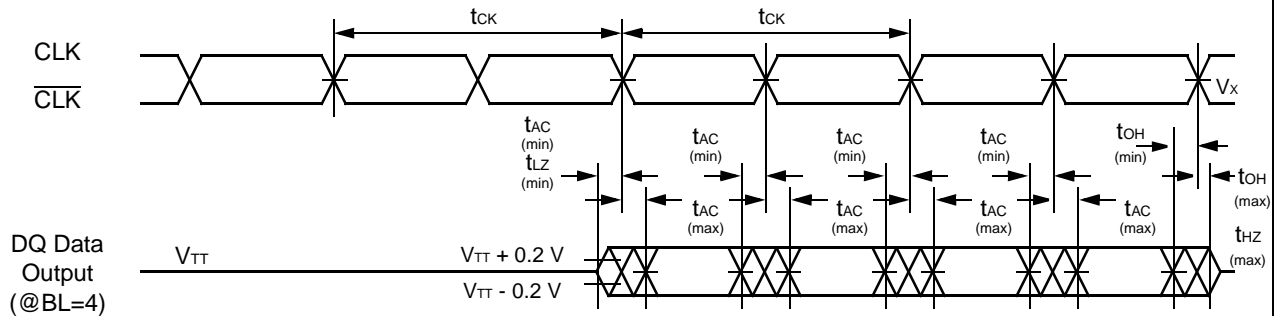 tCK tCK
CLK
CLK
VX
tAC
(min)
tLZ
(min)
tAC
(min)
tAC
(min)
tAC
(min)
tOH
(min)
tOH
(max)
tAC
(max)
tAC
(max)
tAC
(max)
tAC
(max)
tHZ
(max)
DQ Data
Output
(@BL=4)
VTT
VTT + 0.2 V
VTT - 0.2 V